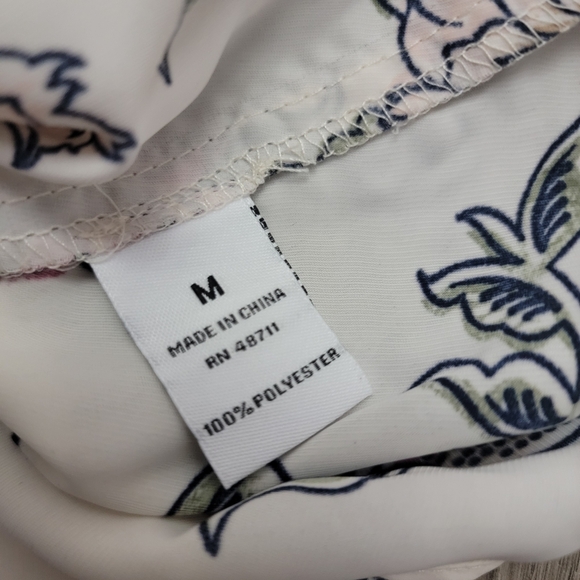 M
MADE IN CHINA
RN 48711
100% POLYESTER